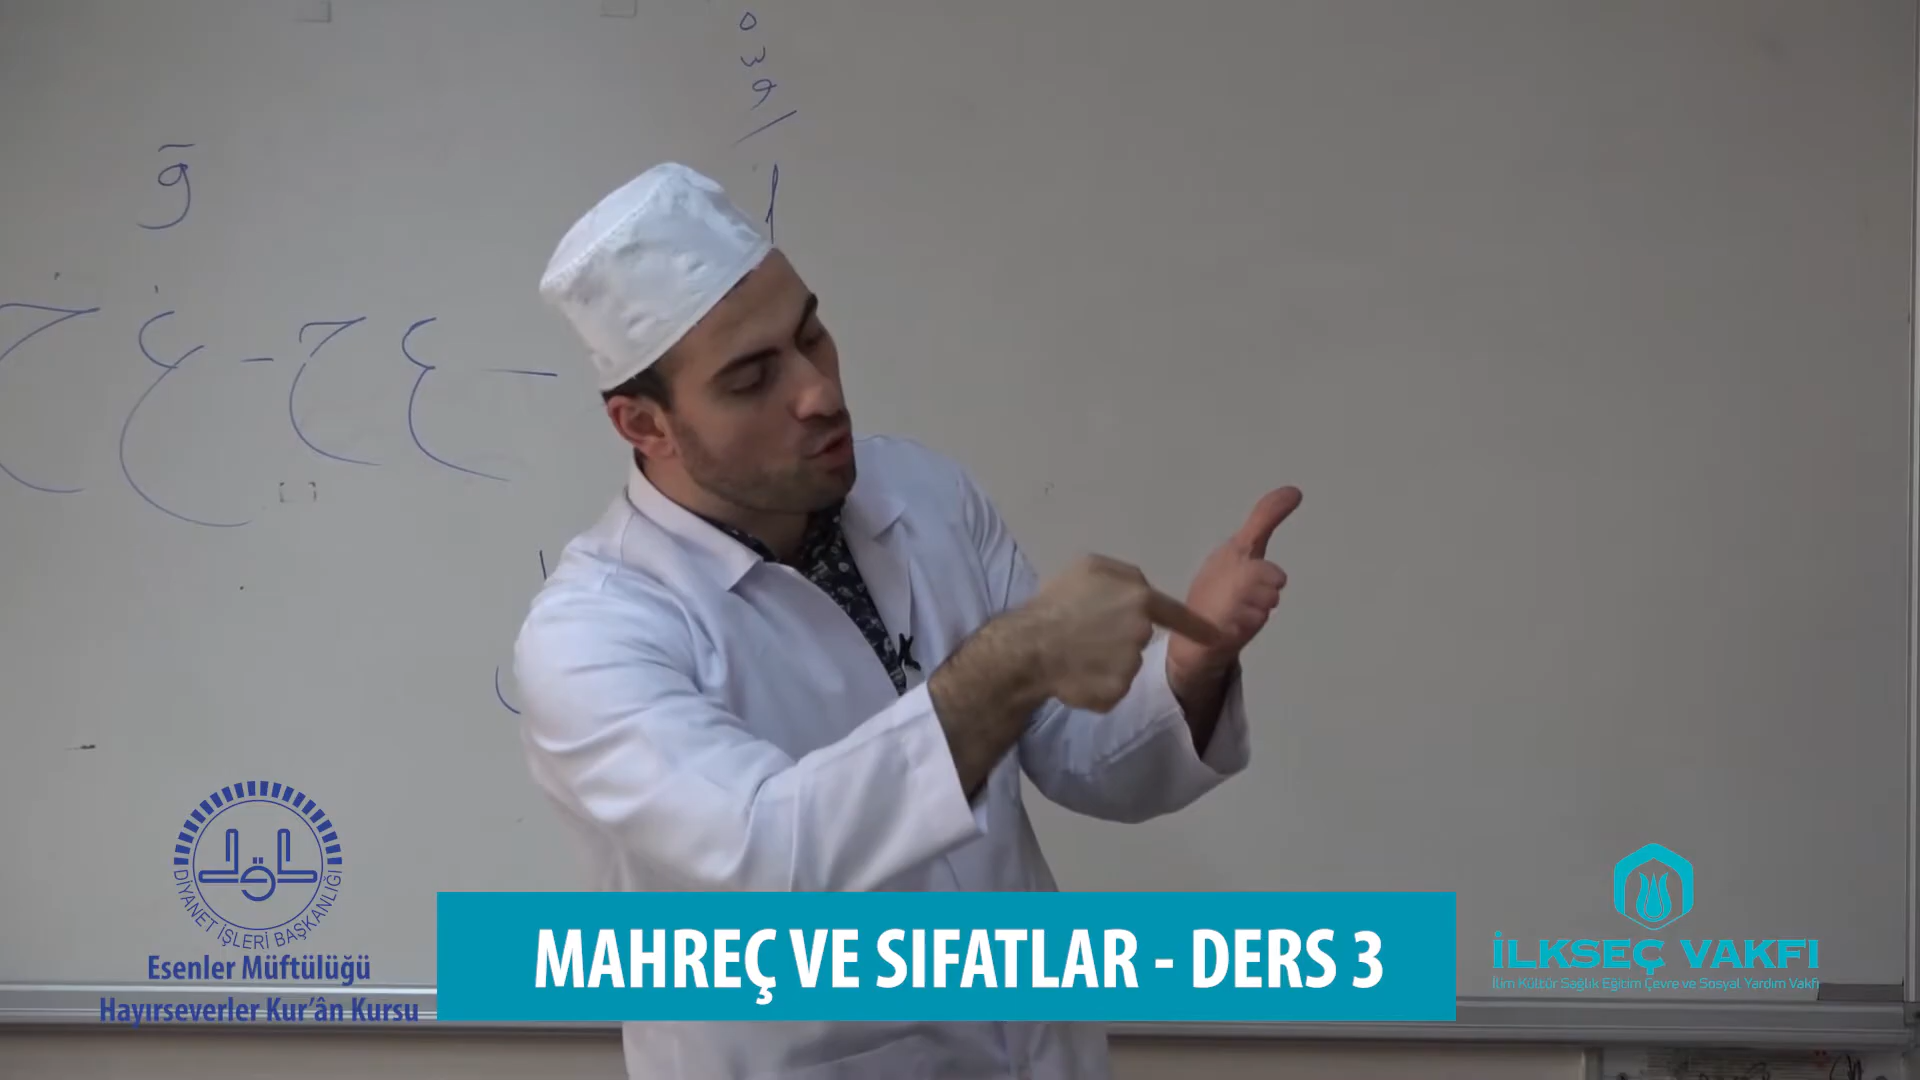 و
ا
خ غ - ح ع -
DİYANET İŞLERİ BAŞKANLIĞI
Esenler Müftülüğü
Hayırseverler Kur’ân Kursu
MAHREÇ VE SIFATLAR - DERS 3
İLKSEÇ VAKFI
İlim Kültür Sağlık Eğitim Çevre ve Sosyal Yardım Vakfı